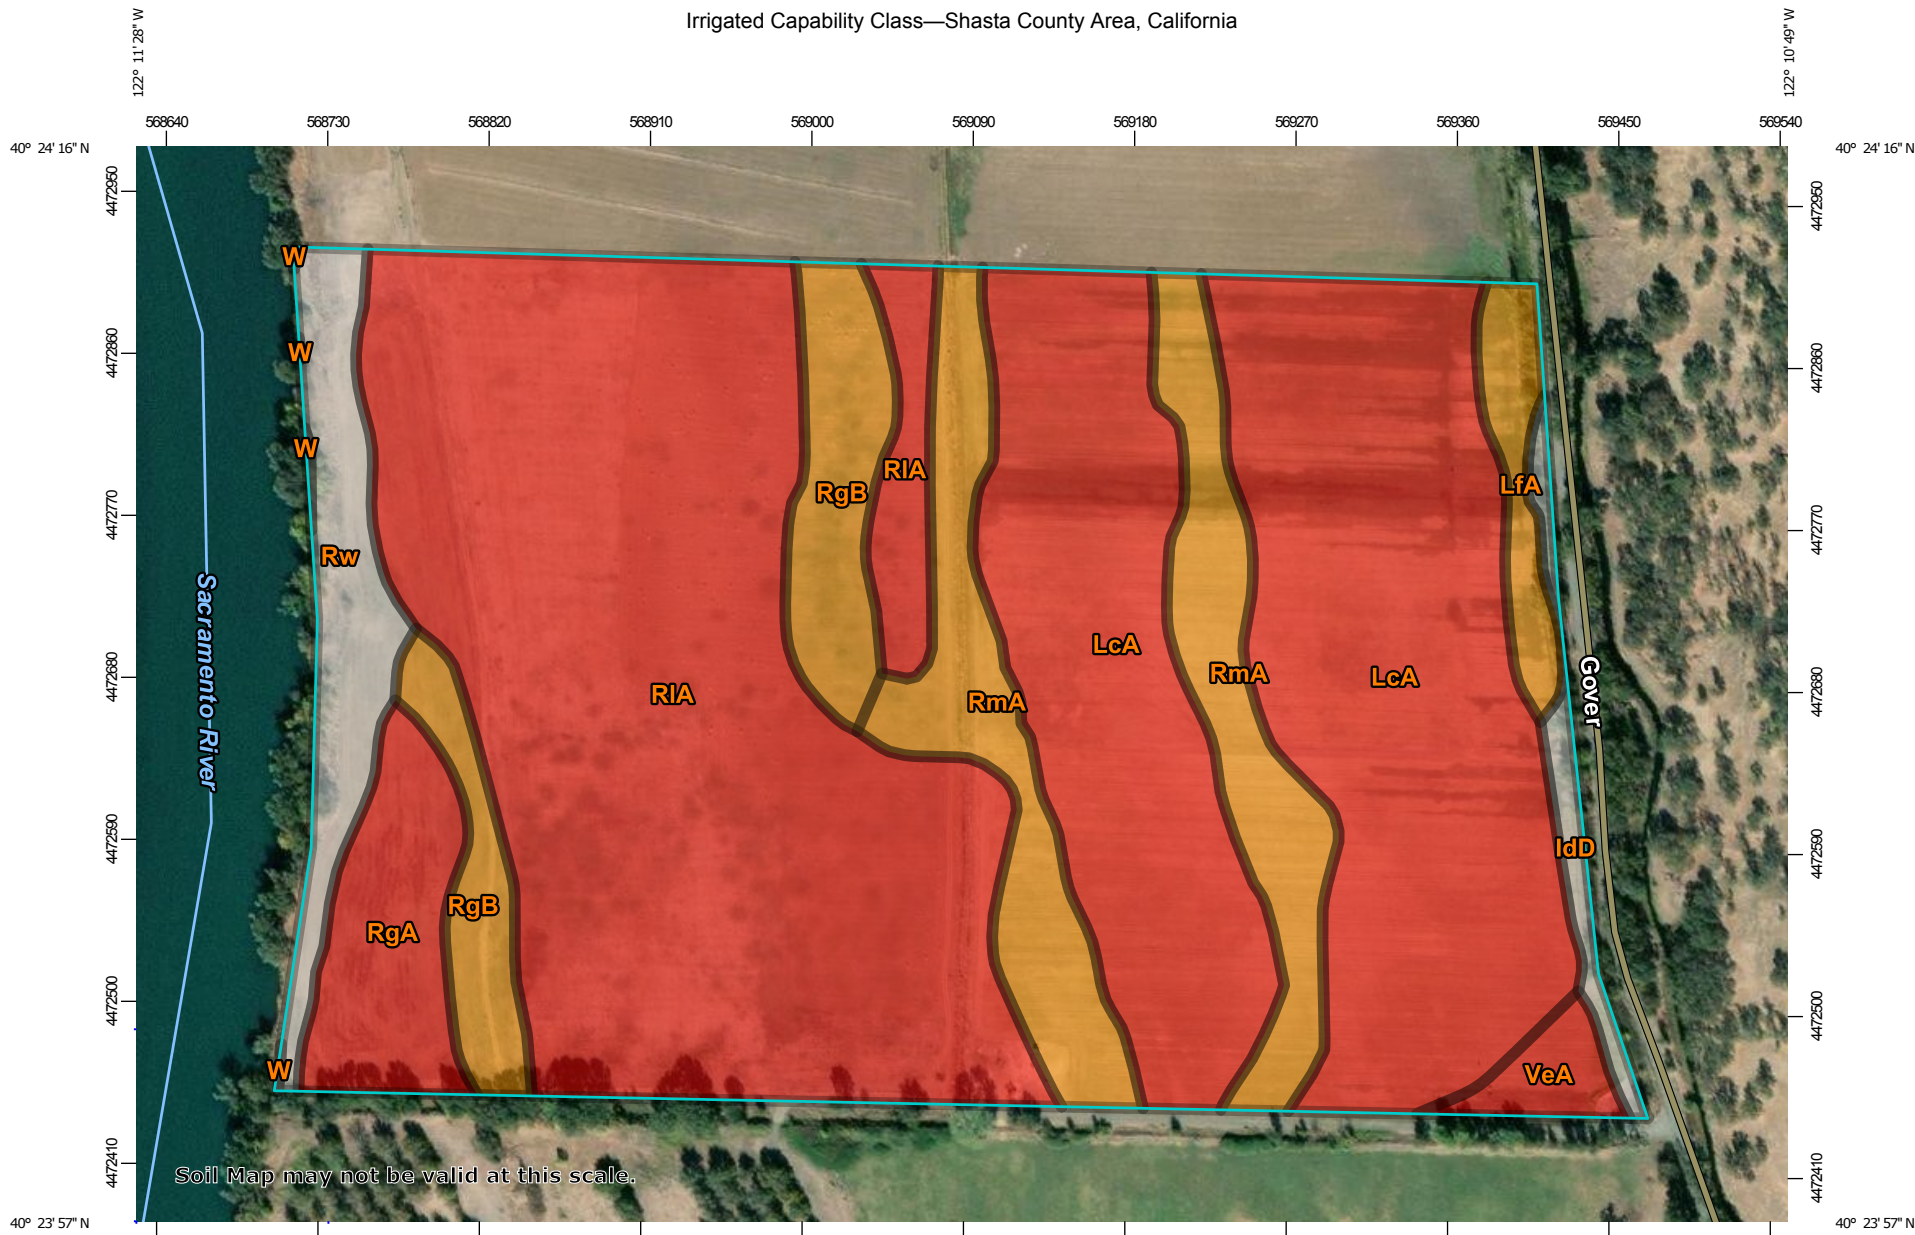 Irrigated Capability Class—Shasta County Area, California
122° 11' 28'' W
122° 10' 49'' W
568640 568730 568820 568910 569000 569090 569180 569270 569360 569450 569540
40° 24' 16'' N
40° 24' 16'' N
4472950
4472950
W
4472860
W
4472860
W
RlA
LfA
RgB
4472770
4472770
Rw
Sacramento River
LcA
RmA
LcA
Gover
4472680
RlA
RmA
4472680
4472590
IdD
4472590
RgB
RgA
4472500
4472500
W
VeA
4472410
Soil Map may not be valid at this scale.
4472410
40° 23' 57'' N
40° 23' 57'' N